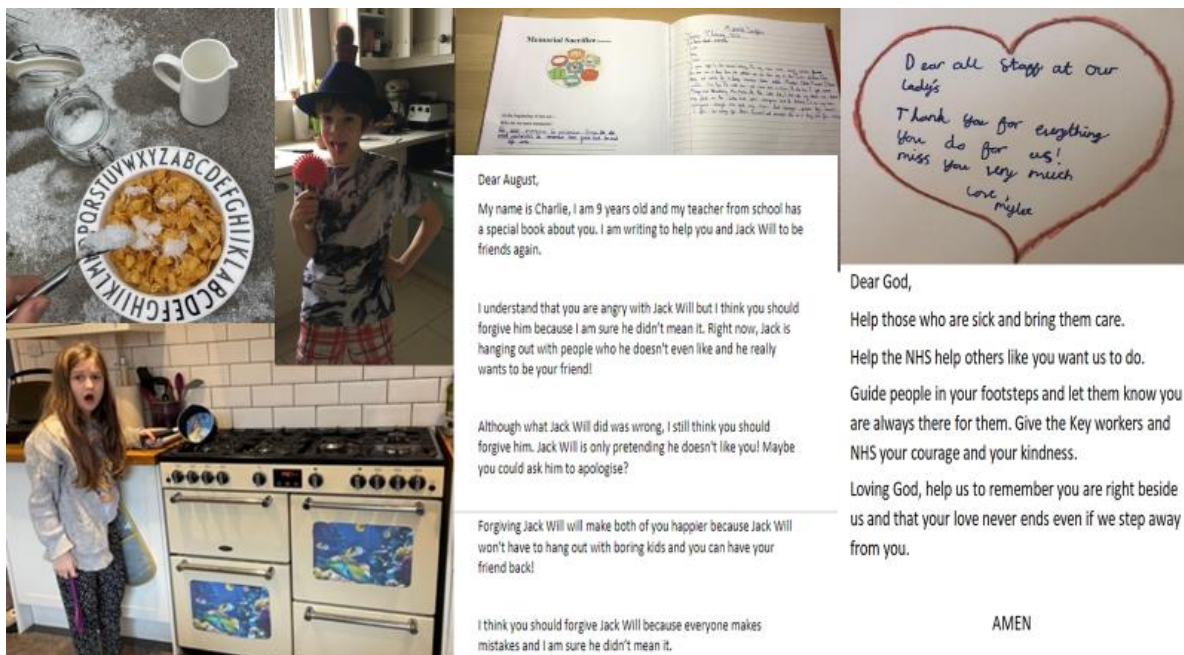 PQRSTUVWXYZABCDEFGHIJKLMNOPQRSTUVWXYZABCDEFGHIJKLM
Memorial Sacrifice
Dear August,
My name is Charlie, I am 9 years old and my teacher from school has
a special book about you. I am writing to help you and Jack Will to be
friends again.
I understand that you are angry with Jack Will but I think you should
forgive him because I am sure he didn't mean it. Right now, Jack is
hanging out with people who he doesn't even like and he really
wants to be your friend!
Although what Jack Will did was wrong, I still think you should
forgive him. Jack Will is only pretending he doesn't like you! Maybe
you could ask him to apologise?
Forgiving Jack Will will make both of you happier because Jack Will
won't have to hang out with boring kids and you can have your
friend back!
I think you should forgive Jack Will because everyone makes
mistakes and I am sure he didn't mean it.
Dear all staff at our
Lady's
Thank you for
you do for us!
miss you very much
Love,
Mylee
Dear God,
Help those who are sick and bring them care.
Help the NHS help others like you want us to do.
Guide people in your footsteps and let them know you
are always there for them. Give the Key workers and
NHS your courage and your kindness.
Loving God, help us to remember you are right beside
us and that your love never ends even if we step away
from you.
AMEN